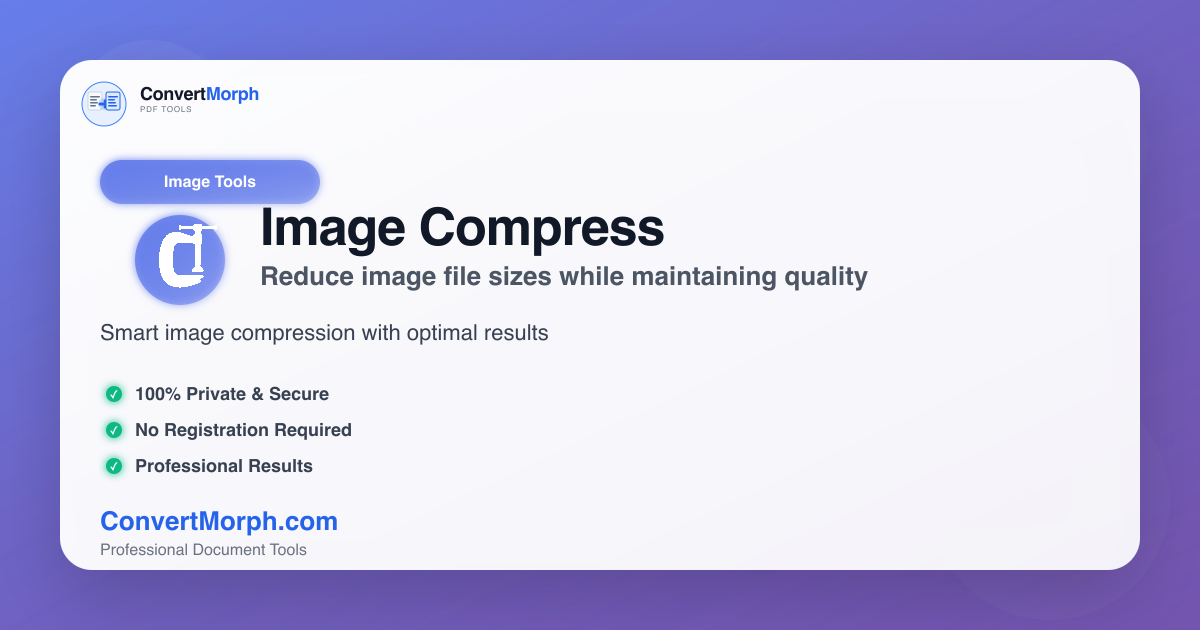 ConvertMorph
PDF TOOLS
Image Tools
Image Compress
Reduce image file sizes while maintaining quality
Smart image compression with optimal results
100% Private & Secure
No Registration Required
Professional Results
ConvertMorph.com
Professional Document Tools